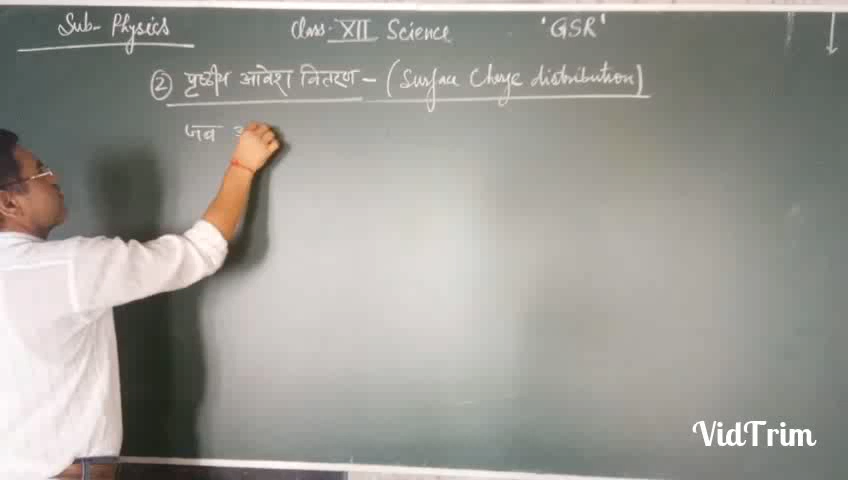 Sub- Physics Class- XII Science 'GSR'
② पृष्ठीय आवेश वितरण - (Surface Charge distribution)
जब
VidTrim